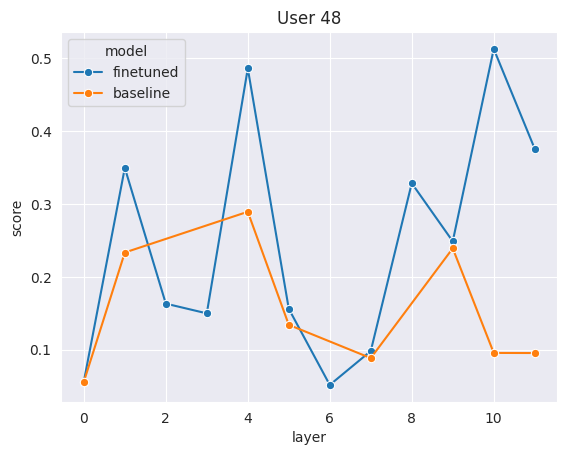 User 48
model
finetuned
baseline
0.5
0.4
0.3
0.2
0.1
score
0 2 4 6 8 10
layer